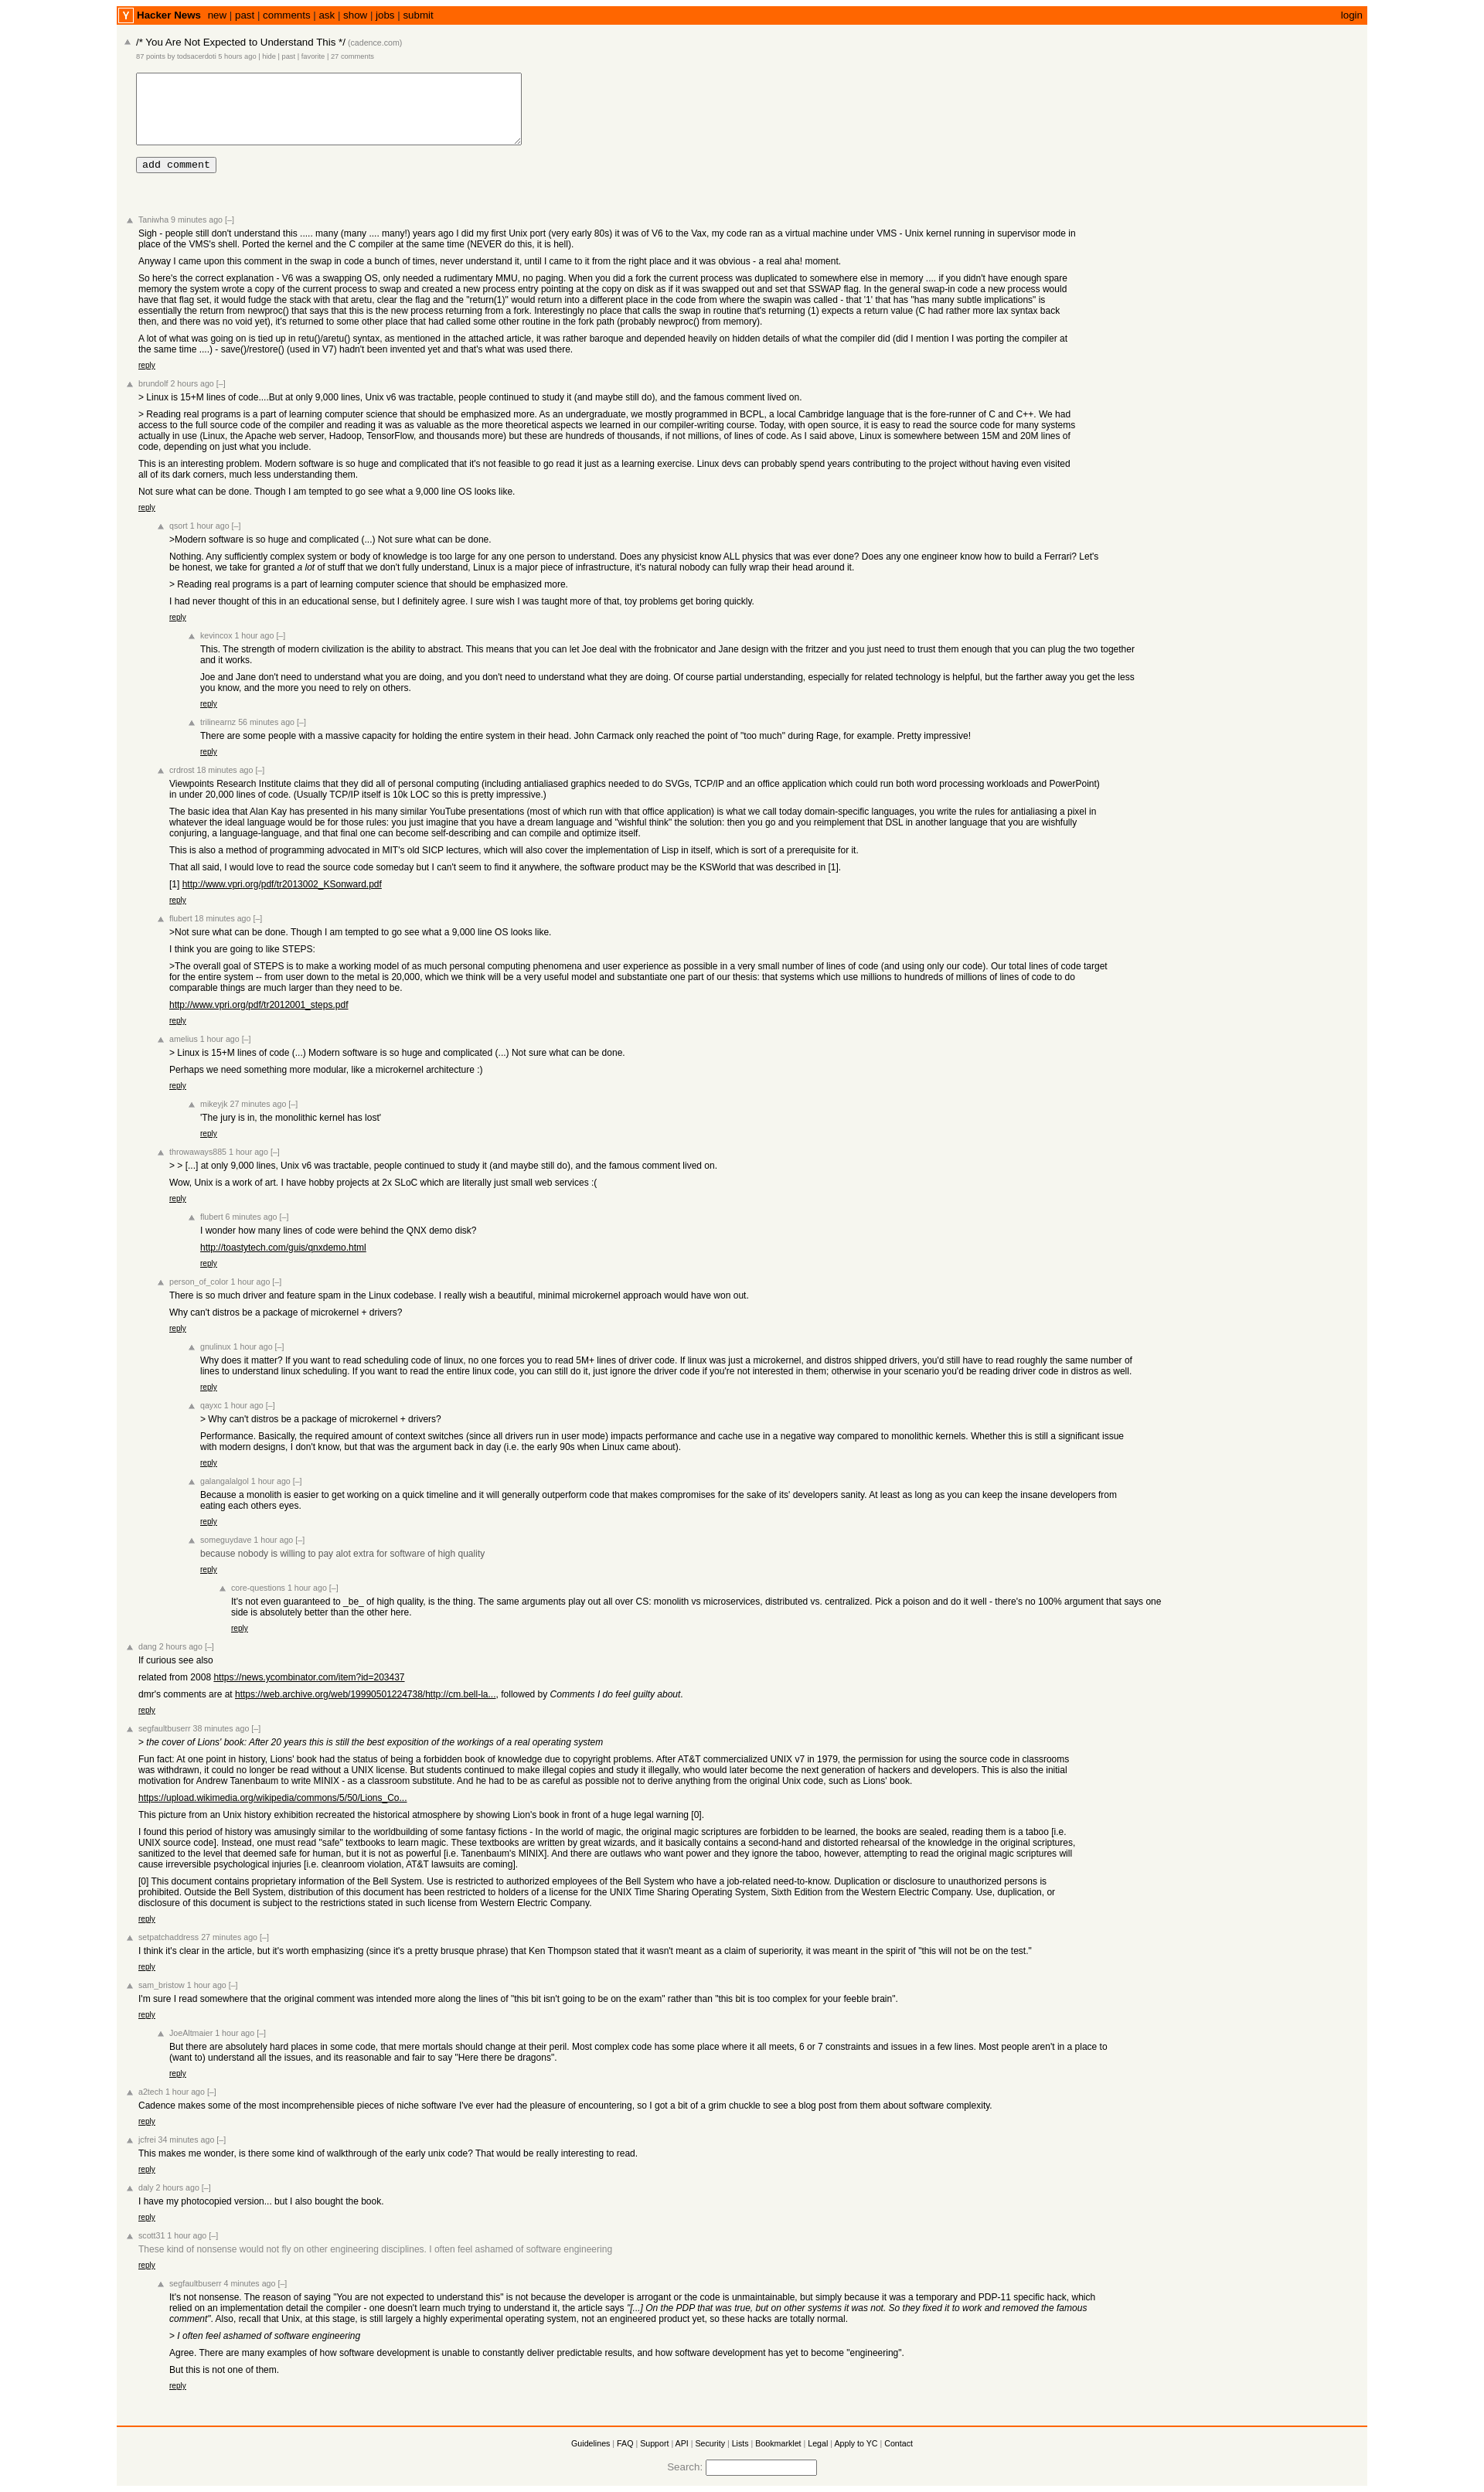 Y Hacker News new | past | comments | ask | show | jobs | submit login
/* You Are Not Expected to Understand This */ (cadence.com)
87 points by todsacerdoti 5 hours ago | hide | past | favorite | 27 comments
add comment
Taniwha 9 minutes ago [–]
Sigh - people still don't understand this ..... many (many .... many!) years ago I did my first Unix port (very early 80s) it was of V6 to the Vax, my code ran as a virtual machine under VMS - Unix kernel running in supervisor mode in
place of the VMS's shell. Ported the kernel and the C compiler at the same time (NEVER do this, it is hell).
Anyway I came upon this comment in the swap in code a bunch of times, never understood it, until I came to it from the right place and it was obvious - a real aha! moment.
So here's the correct explanation - V6 was a swapping OS, only needed a rudimentary MMU, no paging. When you did a fork the current process was duplicated to somewhere else in memory .... if you didn't have enough spare
memory the system wrote a copy of the current process to swap and created a new process entry pointing at the copy on disk as if it was swapped out and set that SSWAP flag. In the general swap-in code a new process would
have that flag set, it would fudge the stack with that aretu, clear the flag and the "return(1)" would return into a different place in the code from where the swapin was called - that '1' that has "has many subtle implications" is
essentially the return from newproc() that says that this is the new process returning from a fork. Interestingly no place that calls the swap in routine that's returning (1) expects a return value (C had rather more lax syntax back
then, and there was no void yet), it's returned to some other place that had called some other routine in the fork path (probably newproc() from memory).
A lot of what was going on is tied up in retu()/aretu() syntax, as mentioned in the attached article, it was rather baroque and depended heavily on hidden details of what the compiler did (did I mention I was porting the compiler at
the same time ....) - save()/restore() (used in V7) hadn't been invented yet and that's what was used there.
reply
brundolf 2 hours ago [–]
> Linux is 15+M lines of code....But at only 9,000 lines, Unix v6 was tractable, people continued to study it (and maybe still do), and the famous comment lived on.
> Reading real programs is a part of learning computer science that should be emphasized more. As an undergraduate, we mostly programmed in BCPL, a local Cambridge language that is the fore-runner of C and C++. We had
access to the full source code of the compiler and reading it was as valuable as the more theoretical aspects we learned in our compiler-writing course. Today, with open source, it is easy to read the source code for many systems
actually in use (Linux, the Apache web server, Hadoop, TensorFlow, and thousands more) but these are hundreds of thousands, if not millions, of lines of code. As I said above, Linux is somewhere between 15M and 20M lines of
code, depending on just what you include.
This is an interesting problem. Modern software is so huge and complicated that it's not feasible to go read it just as a learning exercise. Linux devs can probably spend years contributing to the project without having even visited
all of its dark corners, much less understanding them.
Not sure what can be done. Though I am tempted to go see what a 9,000 line OS looks like.
reply
qsort 1 hour ago [–]
>Modern software is so huge and complicated (...) Not sure what can be done.
Nothing. Any sufficiently complex system or body of knowledge is too large for any one person to understand. Does any physicist know ALL physics that was ever done? Does any one engineer know how to build a Ferrari? Let's
be honest, we take for granted a lot of stuff that we don't fully understand, Linux is a major piece of infrastructure, it's natural nobody can fully wrap their head around it.
> Reading real programs is a part of learning computer science that should be emphasized more.
I had never thought of this in an educational sense, but I definitely agree. I sure wish I was taught more of that, toy problems get boring quickly.
reply
kevincox 1 hour ago [–]
This. The strength of modern civilization is the ability to abstract. This means that you can let Joe deal with the frobnicator and Jane design with the fritzer and you just need to trust them enough that you can plug the two together
and it works.
Joe and Jane don't need to understand what you are doing, and you don't need to understand what they are doing. Of course partial understanding, especially for related technology is helpful, but the farther away you get the less
you know, and the more you need to rely on others.
reply
trilinearnz 56 minutes ago [–]
There are some people with a massive capacity for holding the entire system in their head. John Carmack only reached the point of "too much" during Rage, for example. Pretty impressive!
reply
crdrost 18 minutes ago [–]
Viewpoints Research Institute claims that they did all of personal computing (including antialiased graphics needed to do SVGs, TCP/IP and an office application which could run both word processing workloads and PowerPoint)
in under 20,000 lines of code. (Usually TCP/IP itself is 10k LOC so this is pretty impressive.)
The basic idea that Alan Kay has presented in his many similar YouTube presentations (most of which run with that office application) is what we call today domain-specific languages, you write the rules for antialiasing a pixel in
whatever the ideal language would be for those rules: you just imagine that you have a dream language and "wishful think" the solution: then you go and you reimplement that DSL in another language that you are wishfully
conjuring, a language-language, and that final one can become self-describing and can compile and optimize itself.
This is also a method of programming advocated in MIT's old SICP lectures, which will also cover the implementation of Lisp in itself, which is sort of a prerequisite for it.
That all said, I would love to read the source code someday but I can't seem to find it anywhere, the software product may be the KSWorld that was described in [1].
[1] http://www.vpri.org/pdf/tr2013002_KSonward.pdf
reply
flubert 18 minutes ago [–]
>Not sure what can be done. Though I am tempted to go see what a 9,000 line OS looks like.
I think you are going to like STEPS:
>The overall goal of STEPS is to make a working model of as much personal computing phenomena and user experience as possible in a very small number of lines of code (and using only our code). Our total lines of code target
for the entire system -- from user down to the metal is 20,000, which we think will be a very useful model and substantiate one part of our thesis: that systems which use millions to hundreds of millions of lines of code to do
comparable things are much larger than they need to be.
http://www.vpri.org/pdf/tr2012001_steps.pdf
reply
amelius 1 hour ago [–]
> Linux is 15+M lines of code (...) Modern software is so huge and complicated (...) Not sure what can be done.
Perhaps we need something more modular, like a microkernel architecture :)
reply
mikeyjk 27 minutes ago [–]
'The jury is in, the monolithic kernel has lost'
reply
throwaways885 1 hour ago [–]
> > [...] at only 9,000 lines, Unix v6 was tractable, people continued to study it (and maybe still do), and the famous comment lived on.
Wow, Unix is a work of art. I have hobby projects at 2x SLoC which are literally just small web services :(
reply
flubert 6 minutes ago [–]
I wonder how many lines of code were behind the QNX demo disk?
http://toastytech.com/guis/qnxdemo.html
reply
person_of_color 1 hour ago [–]
There is so much driver and feature spam in the Linux codebase. I really wish a beautiful, minimal microkernel approach would have won out.
Why can't distros be a package of microkernel + drivers?
reply
gnulinux 1 hour ago [–]
Why does it matter? If you want to read scheduling code of linux, no one forces you to read 5M+ lines of driver code. If linux was just a microkernel, and distros shipped drivers, you'd still have to read roughly the same number of
lines to understand linux scheduling. If you want to read the entire linux code, you can still do it, just ignore the driver code if you're not interested in them; otherwise in your scenario you'd be reading driver code in distros as well.
reply
qayxc 1 hour ago [–]
> Why can't distros be a package of microkernel + drivers?
Performance. Basically, the required amount of context switches (since all drivers run in user mode) impacts performance and cache use in a negative way compared to monolithic kernels. Whether this is still a significant issue
with modern designs, I don't know, but that was the argument back in day (i.e. the early 90s when Linux came about).
reply
galangalalgol 1 hour ago [–]
Because a monolith is easier to get working on a quick timeline and it will generally outperform code that makes compromises for the sake of its' developers sanity. At least as long as you can keep the insane developers from
eating each others eyes.
reply
someguydave 1 hour ago [–]
because nobody is willing to pay alot extra for software of high quality
reply
core-questions 1 hour ago [–]
It's not even guaranteed to _be_ of high quality, is the thing. The same arguments play out all over CS: monolith vs microservices, distributed vs. centralized. Pick a poison and do it well - there's no 100% argument that says one
side is absolutely better than the other here.
reply
dang 2 hours ago [–]
If curious see also
related from 2008 https://news.ycombinator.com/item?id=203437
dmr's comments are at https://web.archive.org/web/19990501224738/http://cm.bell-la..., followed by Comments I do feel guilty about.
reply
segfaultbuserr 38 minutes ago [–]
> the cover of Lions' book: After 20 years this is still the best exposition of the workings of a real operating system
Fun fact: At one point in history, Lions' book had the status of being a forbidden book of knowledge due to copyright problems. After AT&T commercialized UNIX v7 in 1979, the permission for using the source code in classrooms
was withdrawn, it could no longer be read without a UNIX license. But students continued to make illegal copies and study it illegally, who would later become the next generation of hackers and developers. This is also the initial
motivation for Andrew Tanenbaum to write MINIX - as a classroom substitute. And he had to be as careful as possible not to derive anything from the original Unix code, such as Lions' book.
https://upload.wikimedia.org/wikipedia/commons/5/50/Lions_Co...
This picture from an Unix history exhibition recreated the historical atmosphere by showing Lion's book in front of a huge legal warning [0].
I found this period of history was amusingly similar to the worldbuilding of some fantasy fictions - In the world of magic, the original magic scriptures are forbidden to be learned, the books are sealed, reading them is a taboo [i.e.
UNIX source code]. Instead, one must read "safe" textbooks to learn magic. These textbooks are written by great wizards, and it basically contains a second-hand and distorted rehearsal of the knowledge in the original scriptures,
sanitized to the level that deemed safe for human, but it is not as powerful [i.e. Tanenbaum's MINIX]. And there are outlaws who want power and they ignore the taboo, however, attempting to read the original magic scriptures will
cause irreversible psychological injuries [i.e. cleanroom violation, AT&T lawsuits are coming].
[0] This document contains proprietary information of the Bell System. Use is restricted to authorized employees of the Bell System who have a job-related need-to-know. Duplication or disclosure to unauthorized persons is
prohibited. Outside the Bell System, distribution of this document has been restricted to holders of a license for the UNIX Time Sharing Operating System, Sixth Edition from the Western Electric Company. Use, duplication, or
disclosure of this document is subject to the restrictions stated in such license from Western Electric Company.
reply
setpatchaddress 27 minutes ago [–]
I think it's clear in the article, but it's worth emphasizing (since it's a pretty brusque phrase) that Ken Thompson stated that it wasn't meant as a claim of superiority, it was meant in the spirit of "this will not be on the test."
reply
sam_bristow 1 hour ago [–]
I'm sure I read somewhere that the original comment was intended more along the lines of "this bit isn't going to be on the exam" rather than "this bit is too complex for your feeble brain".
reply
JoeAltmaier 1 hour ago [–]
But there are absolutely hard places in some code, that mere mortals should change at their peril. Most complex code has some place where it all meets, 6 or 7 constraints and issues in a few lines. Most people aren't in a place to
(want to) understand all the issues, and its reasonable and fair to say "Here there be dragons".
reply
a2tech 1 hour ago [–]
Cadence makes some of the most incomprehensible pieces of niche software I've ever had the pleasure of encountering, so I got a bit of a grim chuckle to see a blog post from them about software complexity.
reply
jcfrei 34 minutes ago [–]
This makes me wonder, is there some kind of walkthrough of the early unix code? That would be really interesting to read.
reply
daly 2 hours ago [–]
I have my photocopied version... but I also bought the book.
reply
scott31 1 hour ago [–]
These kind of nonsense would not fly on other engineering disciplines. I often feel ashamed of software engineering
reply
segfaultbuserr 4 minutes ago [–]
It's not nonsense. The reason of saying "You are not expected to understand this" is not because the developer is arrogant or the code is unmaintainable, but simply because it was a temporary and PDP-11 specific hack, which
relied on an implementation detail the compiler - one doesn't learn much trying to understand it, the article says "[...] On the PDP that was true, but on other systems it was not. So they fixed it to work and removed the famous
comment". Also, recall that Unix, at this stage, is still largely a highly experimental operating system, not an engineered product yet, so these hacks are totally normal.
> I often feel ashamed of software engineering
Agree. There are many examples of how software development is unable to constantly deliver predictable results, and how software development has yet to become "engineering".
But this is not one of them.
reply
Guidelines | FAQ | Support | API | Security | Lists | Bookmarklet | Legal | Apply to YC | Contact
Search: